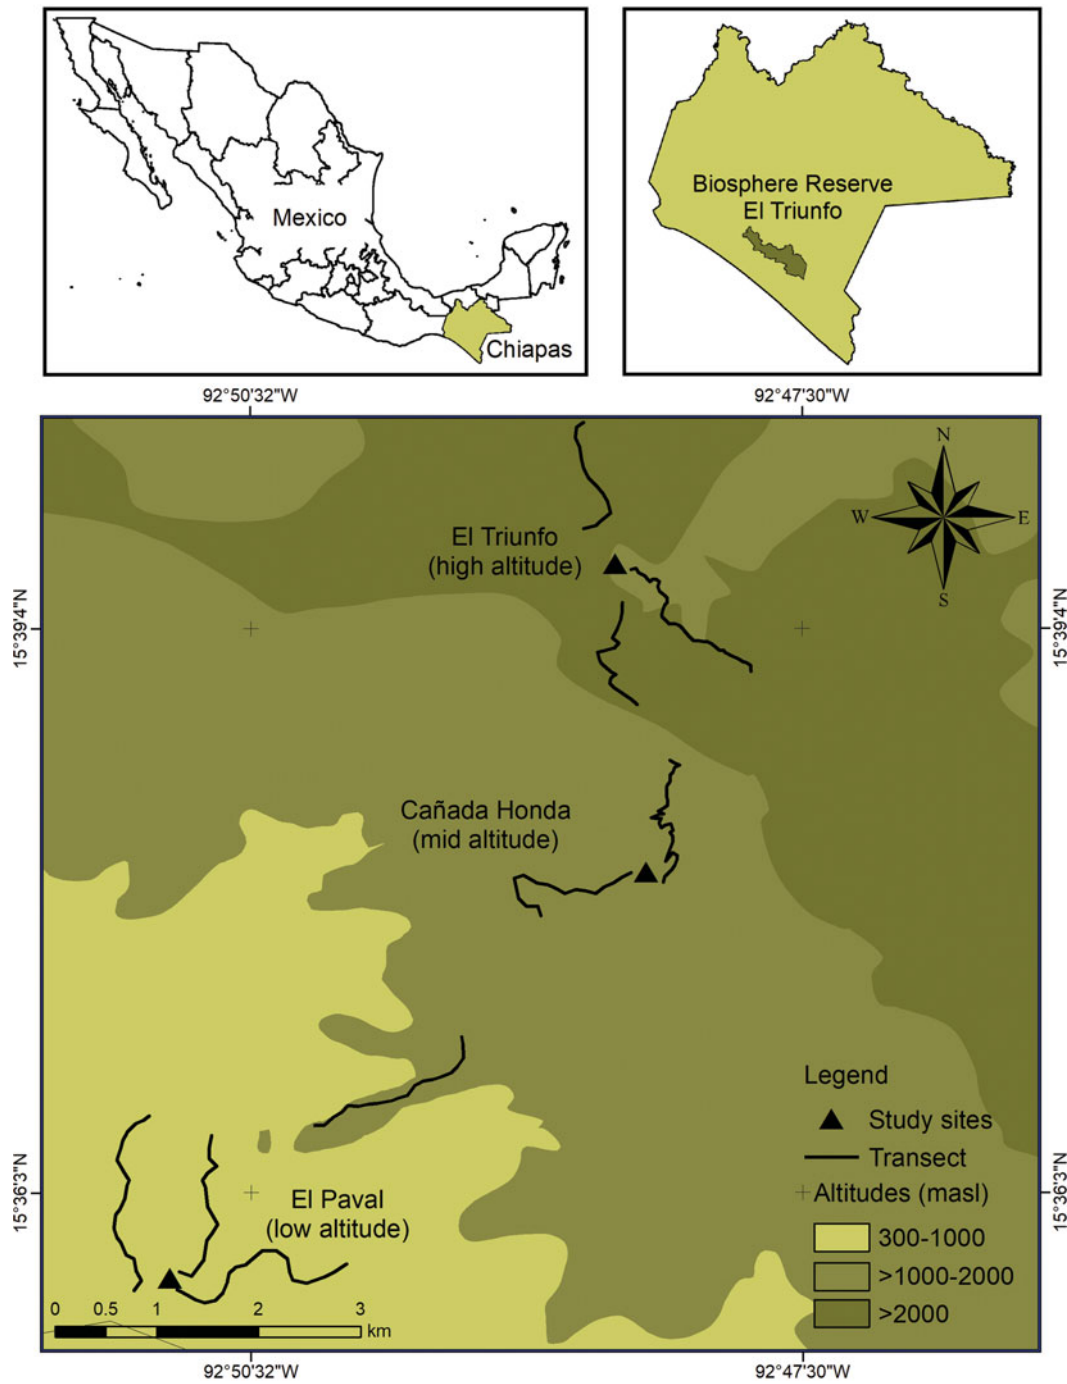 Mexico
Chiapas
Biosphere Reserve
El Triunfo
92°50'32"W
92°47'30"W
N
W
E
S
El Triunfo
(high altitude)
15°39'4"N
15°39'4"N
Cañada Honda
(mid altitude)
Legend
Study sites
Transect
Altitudes (masl)
300-1000
>1000-2000
>2000
15°36'3"N
15°36'3"N
El Paval
(low altitude)
0 0.5 1 2 3
km
92°50'32"W
92°47'30"W